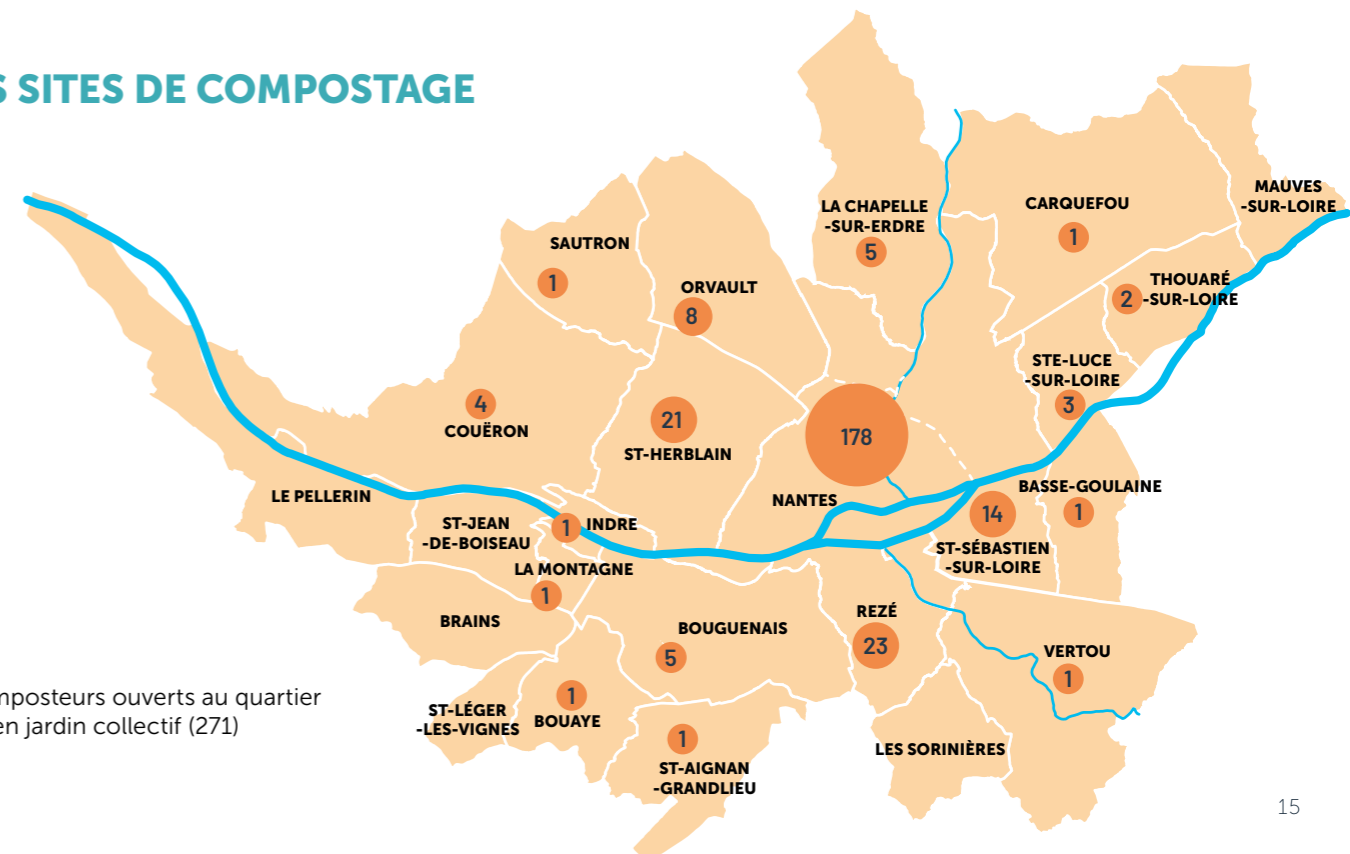 S SITES DE COMPOSTAGE
LA CHAPELLE
-SUR-ERDRE
5
CARQUEFOU
1
MAUVES
-SUR-LOIRE
SAUTRON
1
ORVAULT
8
THOUARÉ
-SUR-LOIRE
2
STE-LUCE
-SUR-LOIRE
3
4
COUËRON
21
ST-HERBLAIN
178
NANTES
BASSE-GOULAINE
1
14
ST-SÉBASTIEN
-SUR-LOIRE
LE PELLERIN
ST-JEAN
-DE-BOISEAU
1 INDRE
LA MONTAGNE
1
BRAINS
BOUGUENAIS
5
REZÉ
23
VERTOU
1
ST-LÉGER
-LES-VIGNES
1
BOUAYE
1
ST-AIGNAN
-GRANDLIEU
LES SORINIÈRES
mposteurs ouverts au quartier
en jardin collectif (271)
15